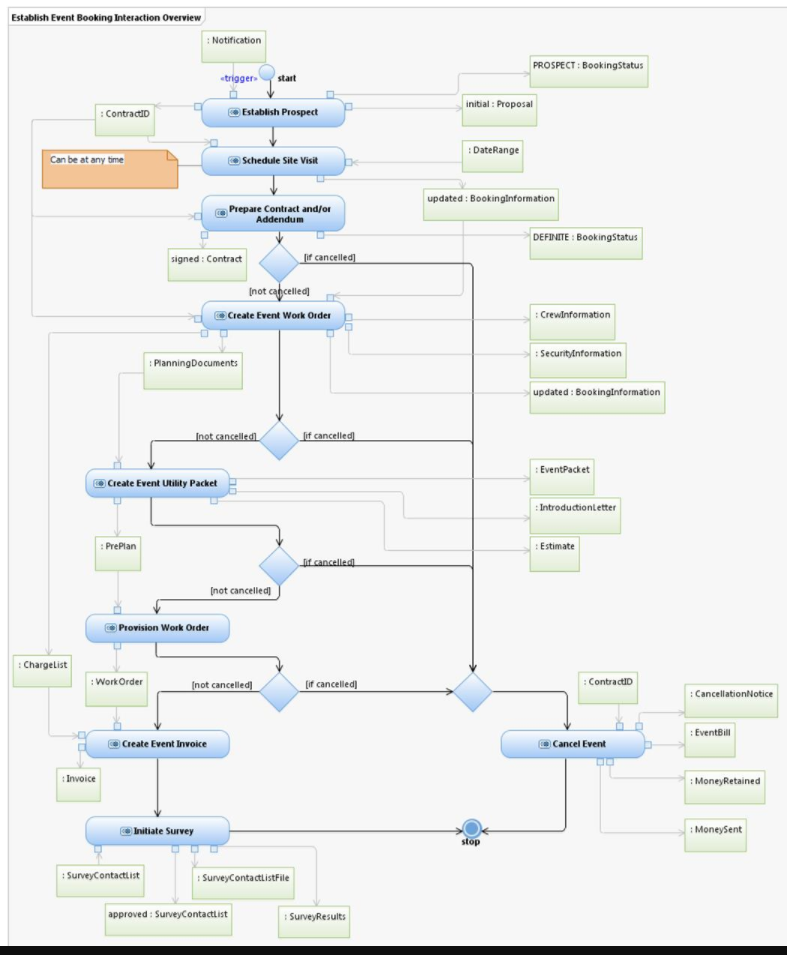 Establish Event Booking Interaction Overview
: Notification
«trigger»
start
PROSPECT : BookingStatus
Establish Prospect
initial : Proposal
: ContractID
: DateRange
Can be at any time
Schedule Site Visit
updated : BookingInformation
Prepare Contract and/or
Addendum
DEFINITE : BookingStatus
signed : Contract
[if cancelled]
[not cancelled]
Create Event Work Order
: CrewInformation
: SecurityInformation
: PlanningDocuments
updated : BookingInformation
[not cancelled]
[if cancelled]
: EventPacket
Create Event Utility Packet
: IntroductionLetter
: PrePlan
: Estimate
[if cancelled]
[not cancelled]
Provision Work Order
: ChargeList
: WorkOrder
[not cancelled]
[if cancelled]
: ContractID
: CancellationNotice
: EventBill
Create Event Invoice
Cancel Event
: Invoice
: MoneyRetained
: MoneySent
Initiate Survey
stop
: SurveyContactList
: SurveyContactListFile
approved : SurveyContactList
: SurveyResults